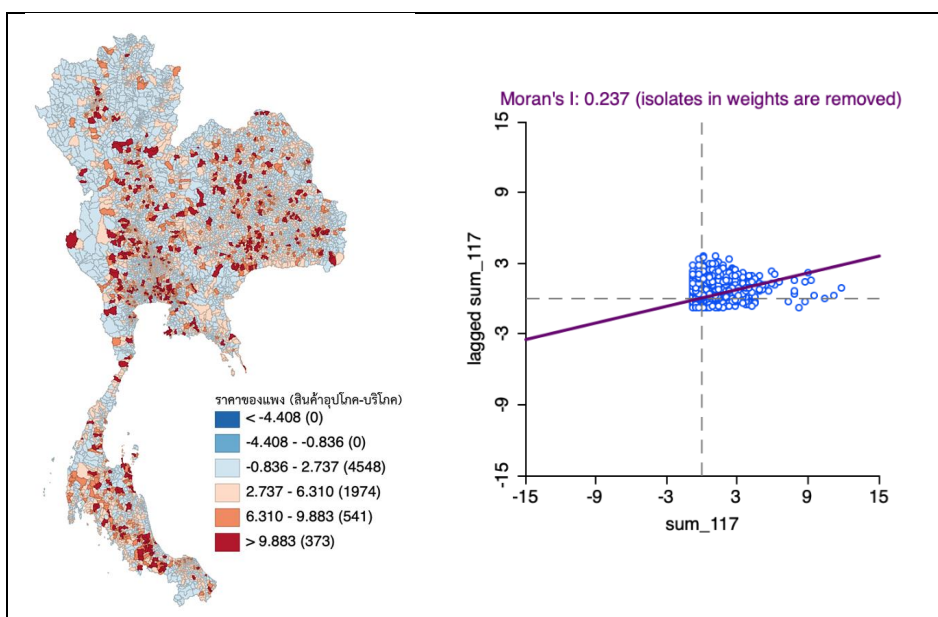 ราคาของแพง (สินค้าอุปโภค-บริโภค)
< -4.408 (0)
-4.408 - -0.836 (0)
-0.836 - 2.737 (4548)
2.737 - 6.310 (1974)
6.310 - 9.883 (541)
> 9.883 (373)
Moran's I: 0.237 (isolates in weights are removed)
lagged sum_117
15
9
3
-3
-9
-15
-15
-9
-3
3
9
15
sum_117